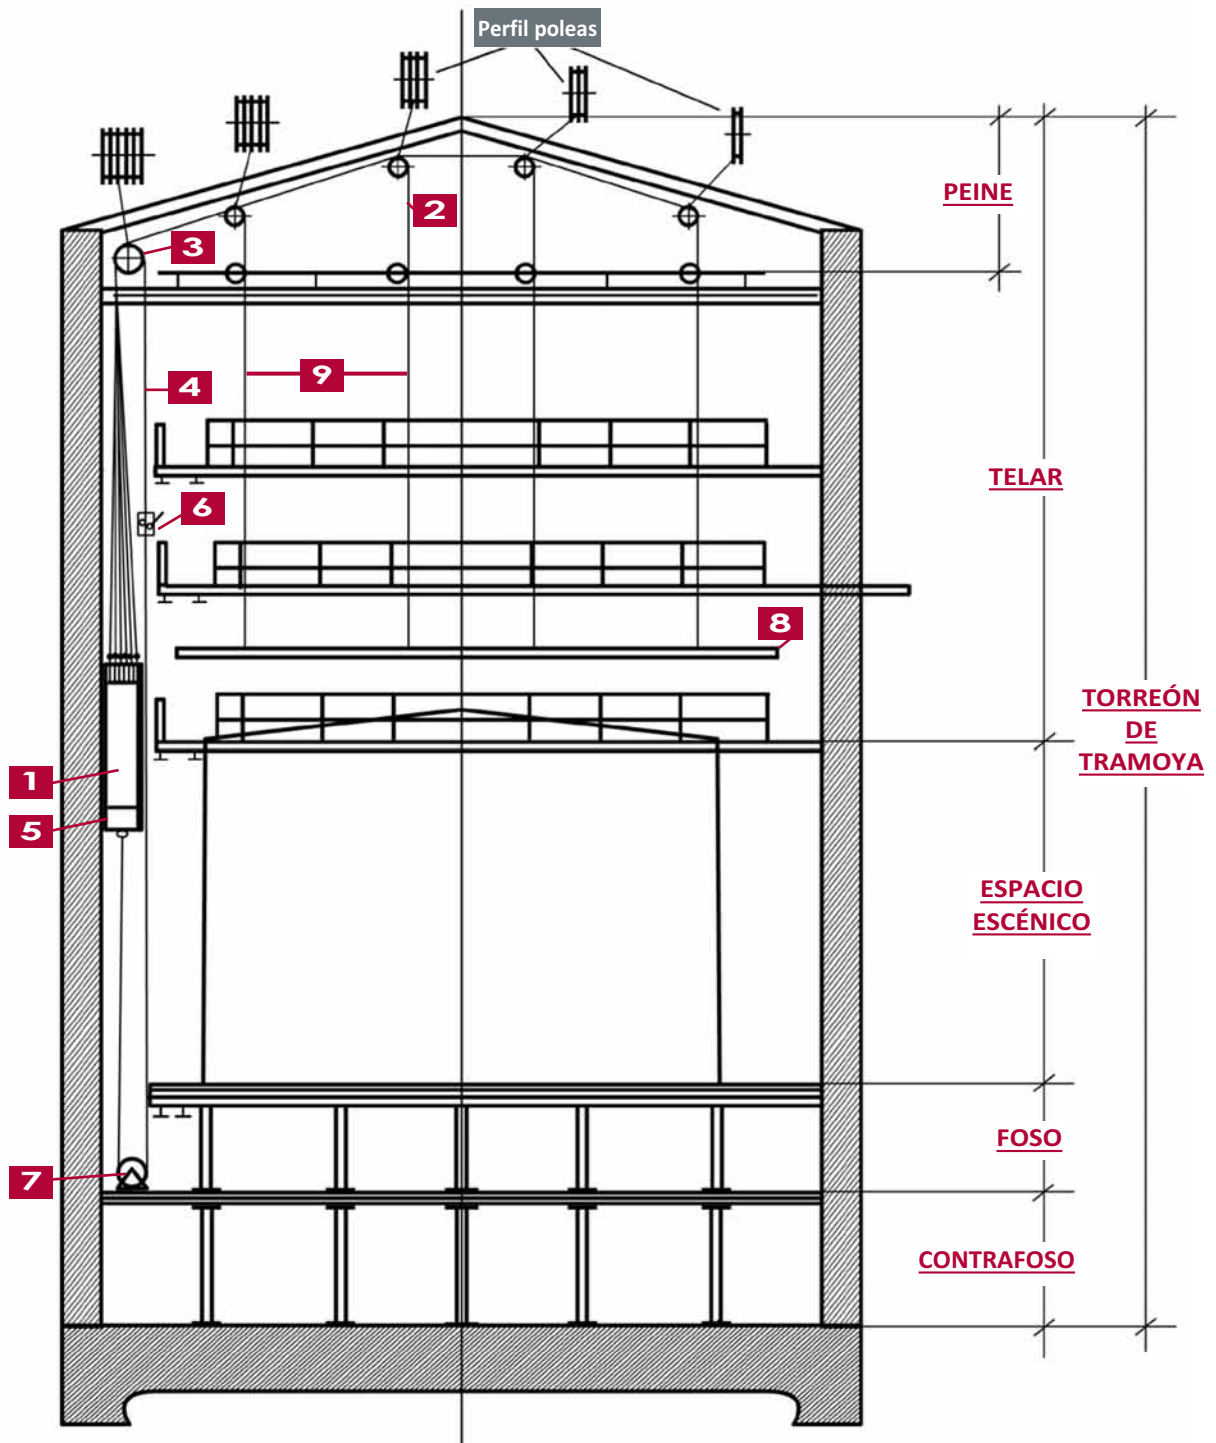 Perfil poleas
PEINE
2
3
9
4
TELAR
6
8
TORREÓN
DE
TRAMOYA
1
5
ESPACIO
ESCÉNICO
FOSO
7
CONTRAFOSO